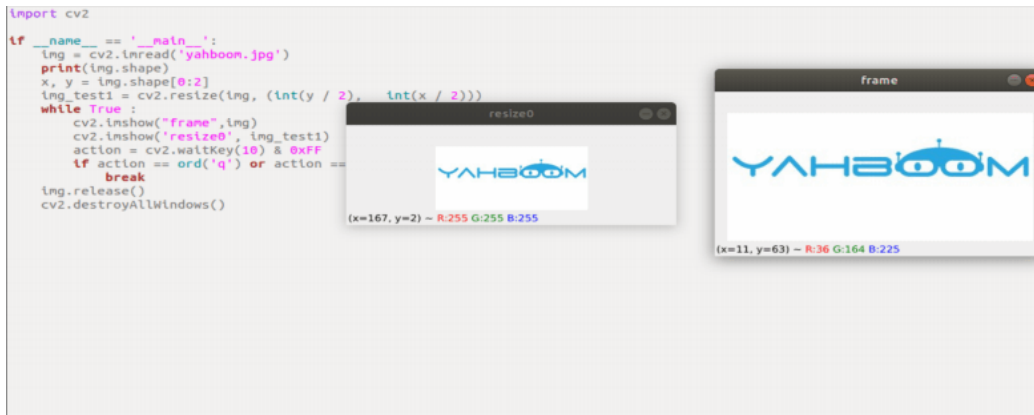 import cv2
if __name__ == '__main__':
    img = cv2.imread('yahboom.jpg')
    print(img.shape)
    x, y = img.shape[0:2]
    img_test1 = cv2.resize(img, (int(y / 2),   int(x / 2)))
    while True :
        cv2.imshow("frame",img)
        cv2.imshow('resize0', img_test1)
        action = cv2.waitKey(10) & 0xFF
        if action == ord('q') or action ==
            break
    img.release()
    cv2.destroyAllWindows()
resize0
YAHBOOM
(x=167, y=2) ~ R:255 G:255 B:255
frame
YAHBOOM
(x=11, y=63) ~ R:36 G:164 B:225